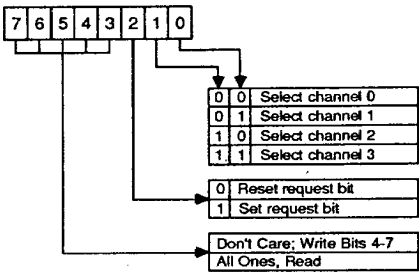 7 6 5 4 3 2 1 0
0 0 Select channel 0
0 1 Select channel 1
1 0 Select channel 2
1 1 Select channel 3
0 Reset request bit
1 Set request bit
Don't Care; Write Bits 4-7
All Ones, Read